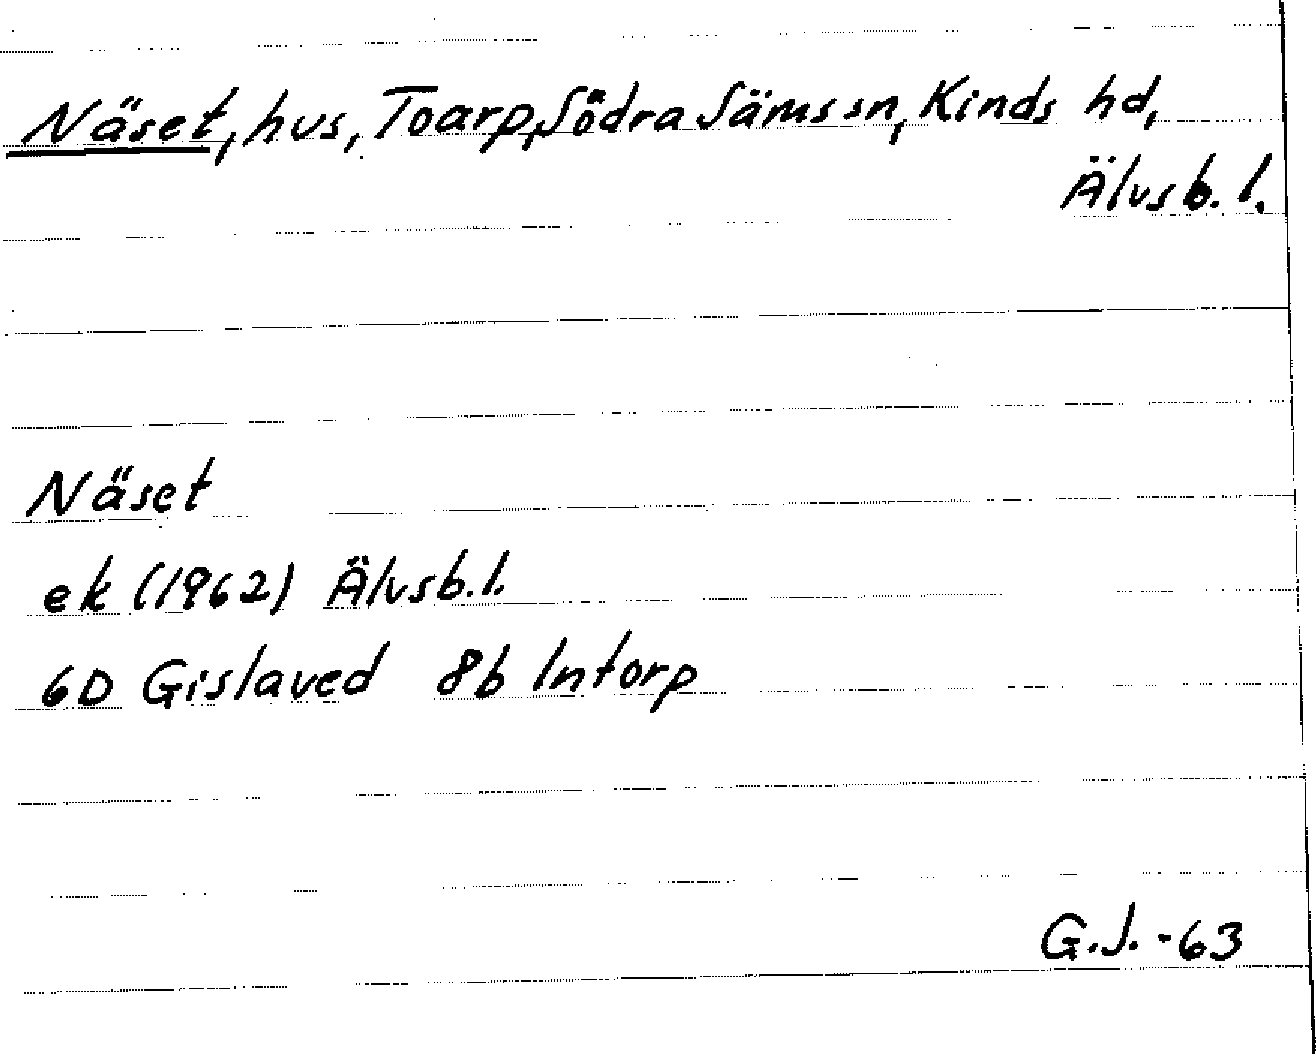 Näset, hus, Toarp, Södra Säms sn, Kinds hd,
Älvsb. l.
Näset
ek (1962) Älvsb. l.
6D Gislaved 8b Intorp
G.J. -63